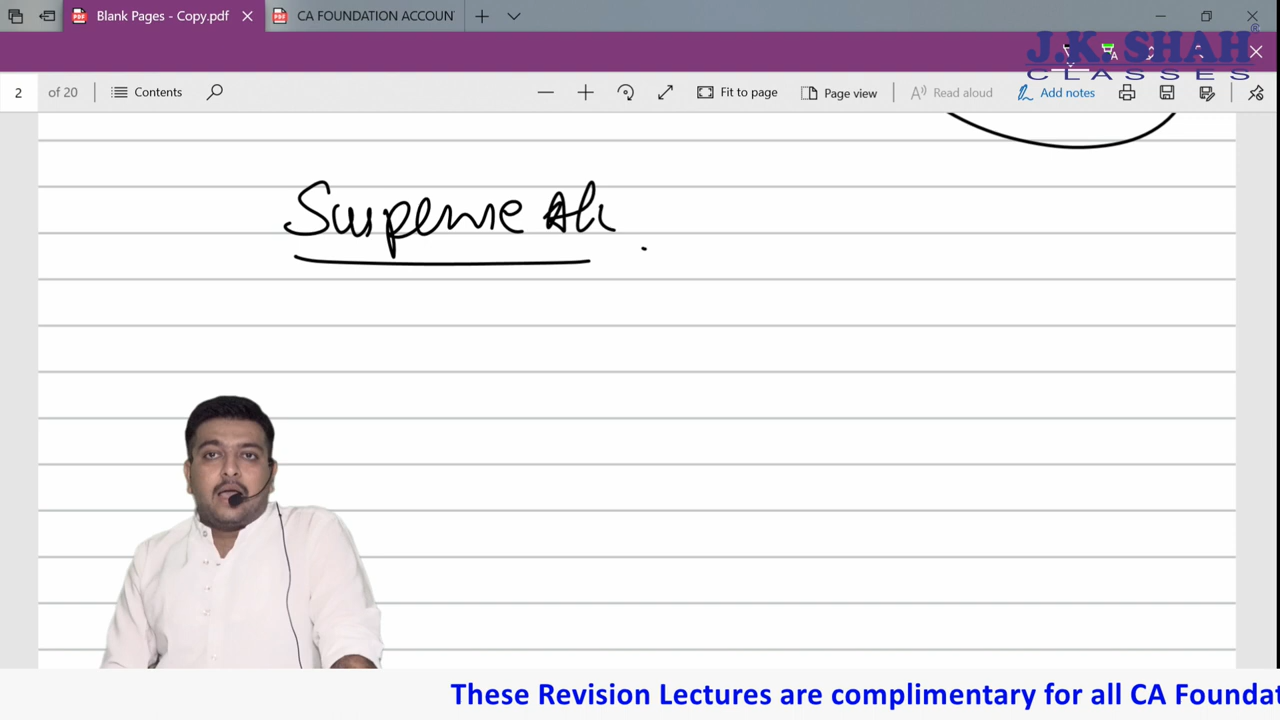 Blank Pages - Copy.pdf
CA FOUNDATION ACCOUN
J.K. SHAH®
CLASSES
2 of 20
Contents
Fit to page
Page view
Read aloud
Add notes
Suspense A/c
These Revision Lectures are complimentary for all CA Foundat